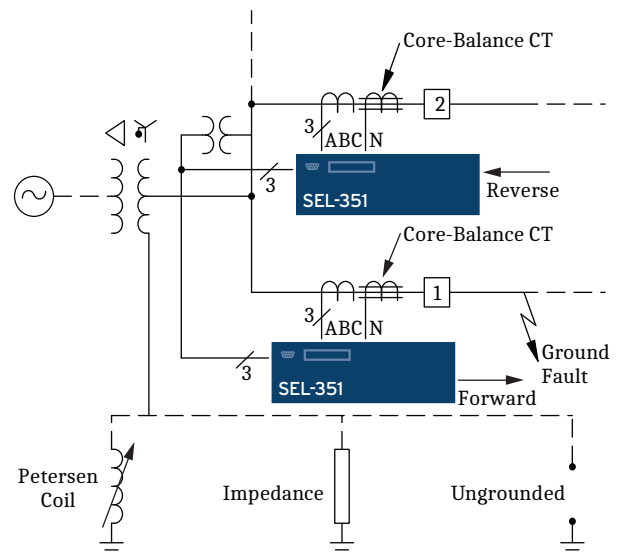 Core-Balance CT
2
3
ABC N
3
SEL-351
Reverse
Core-Balance CT
1
3
ABC N
3
SEL-351
Ground
Fault
Forward
Petersen
Coil
Impedance
Ungrounded